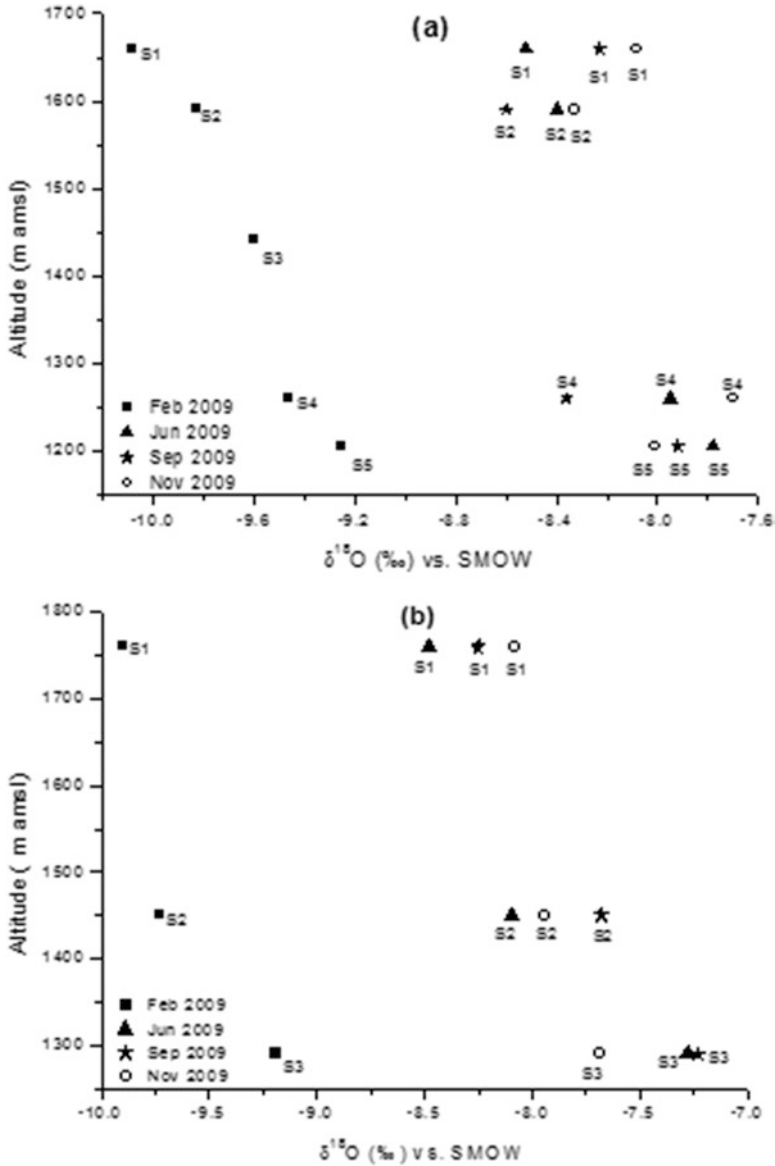 (a)
1700
1600
1500
1400
1300
1200
Altitude (m amsl)
S1
S1
S1
S1
S2
S2
S2
S2
S3
S4
S4
S4
S4
S5
S5
S5
S5
Feb 2009
Jun 2009
Sep 2009
Nov 2009
-10.0 -9.6 -9.2 -8.8 -8.4 -8.0 -7.6
δ¹⁸O (‰) vs. SMOW
(b)
1800
1700
1600
1500
1400
1300
Altitude ( m amsl)
S1
S1
S1
S1
S2
S2
S2
S2
S3
S3
S3
S3
Feb 2009
Jun 2009
Sep 2009
Nov 2009
-10.0 -9.5 -9.0 -8.5 -8.0 -7.5 -7.0
δ¹⁸O (‰ ) vs. SMOW